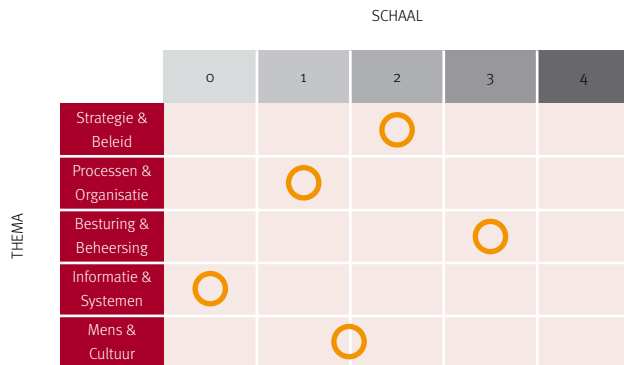 SCHAAL
0 1 2 3 4
THEMA
Strategie &
Beleid
Processen &
Organisatie
Besturing &
Beheersing
Informatie &
Systemen
Mens &
Cultuur